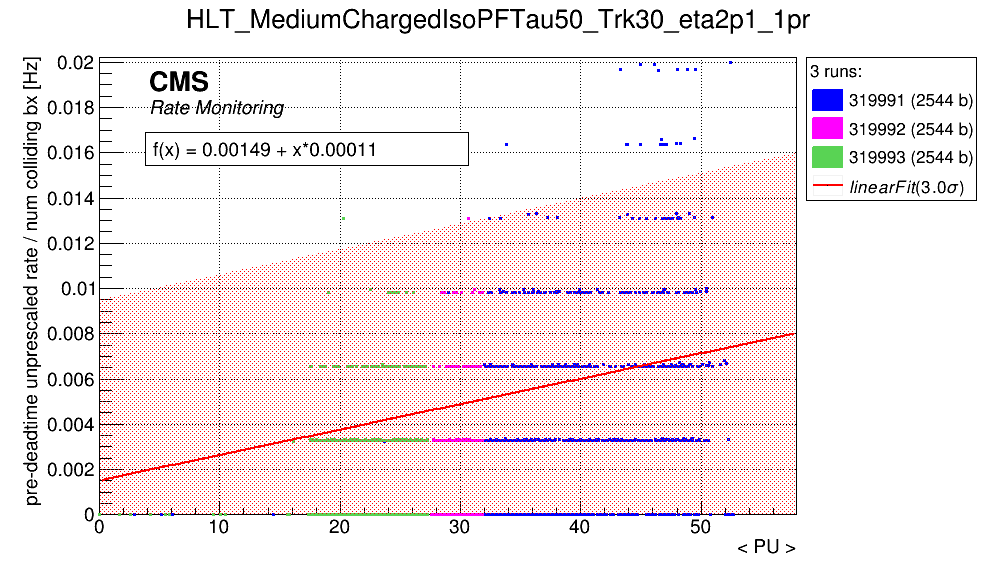 HLT_MediumChargedIsoPFTau50_Trk30_eta2p1_1pr
pre-deadtime unprescaled rate / num colliding bx [Hz]
0.02
0.018
0.016
0.014
0.012
0.01
0.008
0.006
0.004
0.002
0
CMS
Rate Monitoring
f(x) = 0.00149 + x*0.00011
0 10 20 30 40 50
< PU >
3 runs:
319991 (2544 b)
319992 (2544 b)
319993 (2544 b)
linearFit(3.0σ)